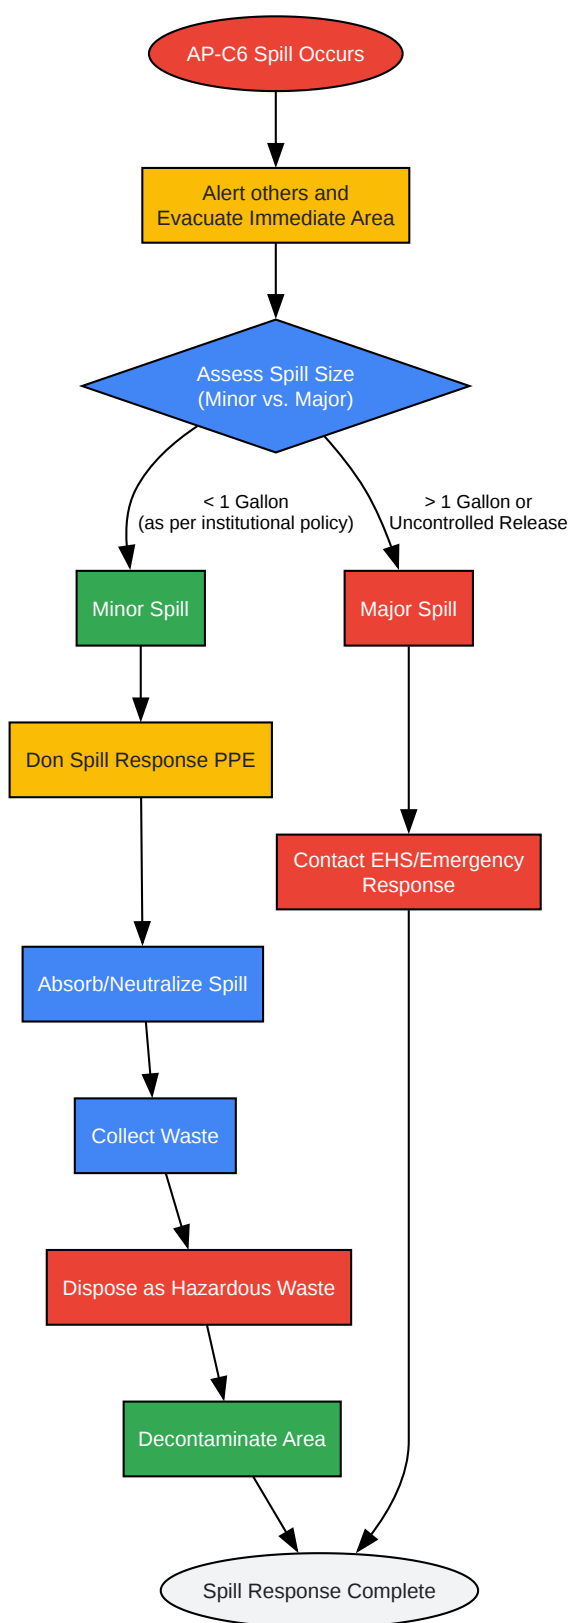 AP-C6 Spill Occurs
Alert others and
Evacuate Immediate Area
Assess Spill Size
(Minor vs. Major)
< 1 Gallon
(as per institutional policy)
> 1 Gallon or
Uncontrolled Release
Minor Spill
Major Spill
Don Spill Response PPE
Contact EHS/Emergency
Response
Absorb/Neutralize Spill
Collect Waste
Dispose as Hazardous Waste
Decontaminate Area
Spill Response Complete